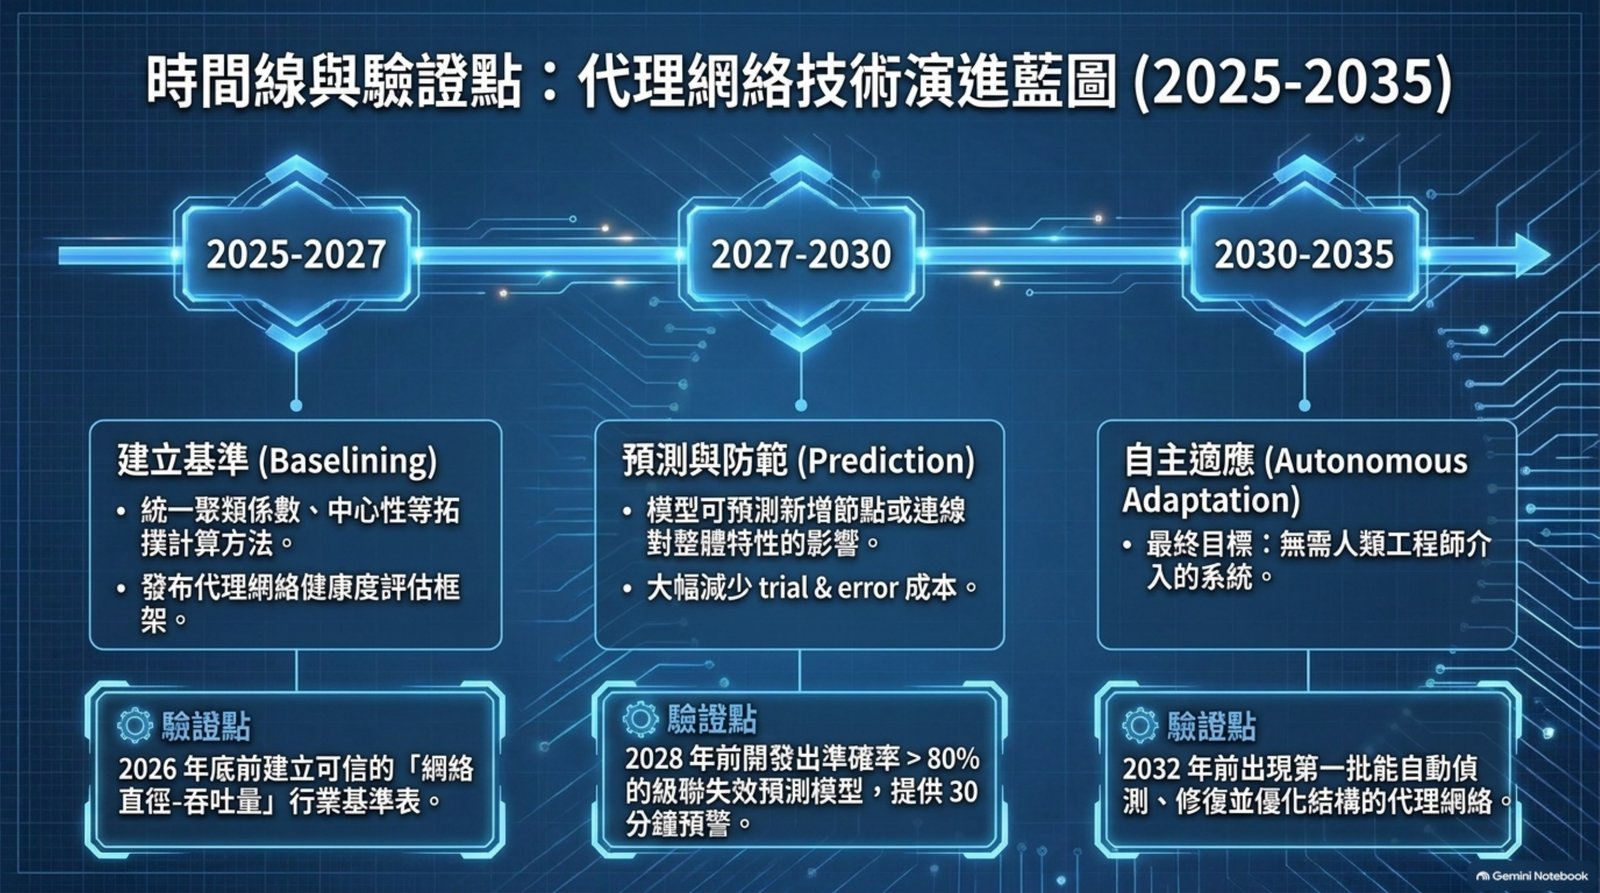 時間線與驗證點：代理網絡技術演進藍圖 (2025-2035)
2025-2027
2027-2030
2030-2035
建立基準 (Baselining)
• 統一聚類係數、中心性等拓
撲計算方法。
• 發布代理網絡健康度評估框
架。
驗證點
2026 年底前建立可信的「網絡
直徑-吞吐量」行業基準表。
預測與防範 (Prediction)
• 模型可預測新增節點或連線
對整體特性的影響。
• 大幅減少 trial & error 成本。
驗證點
2028 年前開發出準確率 > 80%
的級聯失效預測模型，提供 30
分鐘預警。
自主適應 (Autonomous
Adaptation)
• 最終目標：無需人類工程師介
入的系統。
驗證點
2032 年前出現第一批能自動偵
測、修復並優化結構的代理網絡。
Gemini Notebook